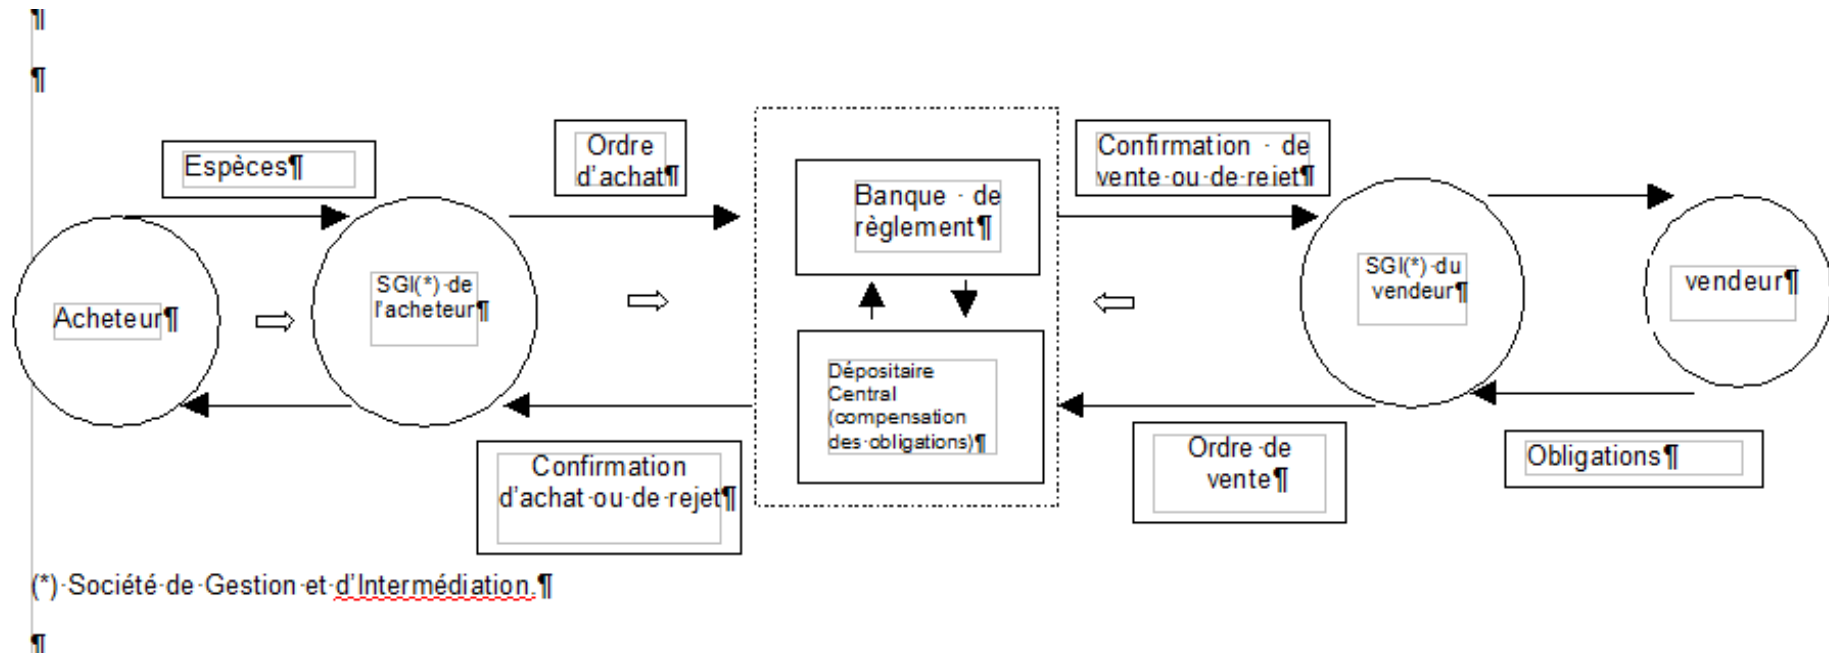 ¶
¶
Espèces¶
Ordre
d'achat¶
Confirmation · de
vente·ou·de·rejet¶
Banque · de
règlement¶
Acheteur¶
SGI(*)·de
l'acheteur¶
SGI(*)·du
vendeur¶
vendeur¶
Dépositaire
Central
(compensation
des·obligations)¶
Confirmation
d'achat·ou·de·rejet¶
Ordre·de
vente¶
Obligations¶
(*)·Société·de·Gestion·et·d'Intermédiation.¶
¶